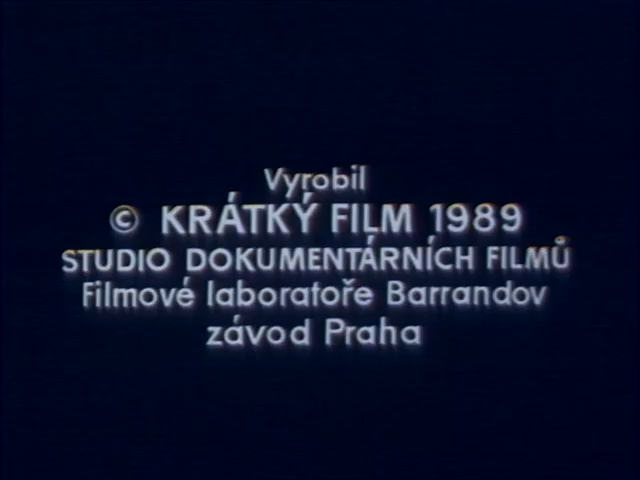 Vyrobil
© KRÁTKÝ FILM 1989
STUDIO DOKUMENTÁRNÍCH FILMŮ
Filmové laboratoře Barrandov
závod Praha